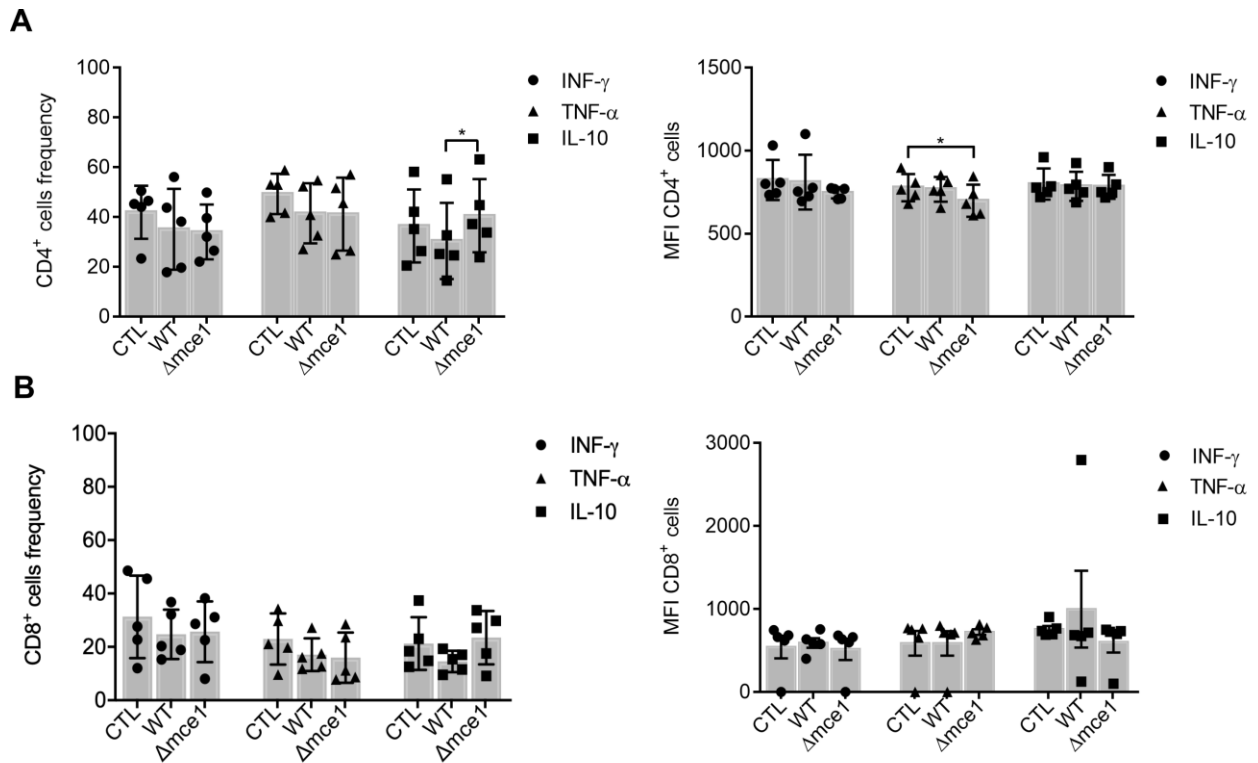 A
100
80
60
40
20
0
CD4⁺ cells frequency
*
INF-γ
TNF-α
IL-10
CTL WT Δmce1 CTL WT Δmce1 CTL WT Δmce1
1500
1000
500
0
MFI CD4⁺ cells
*
INF-γ
TNF-α
IL-10
CTL WT Δmce1 CTL WT Δmce1 CTL WT Δmce1
B
100
80
60
40
20
0
CD8⁺ cells frequency
INF-γ
TNF-α
IL-10
CTL WT Δmce1 CTL WT Δmce1 CTL WT Δmce1
3000
2000
1000
0
MFI CD8⁺ cells
INF-γ
TNF-α
IL-10
CTL WT Δmce1 CTL WT Δmce1 CTL WT Δmce1